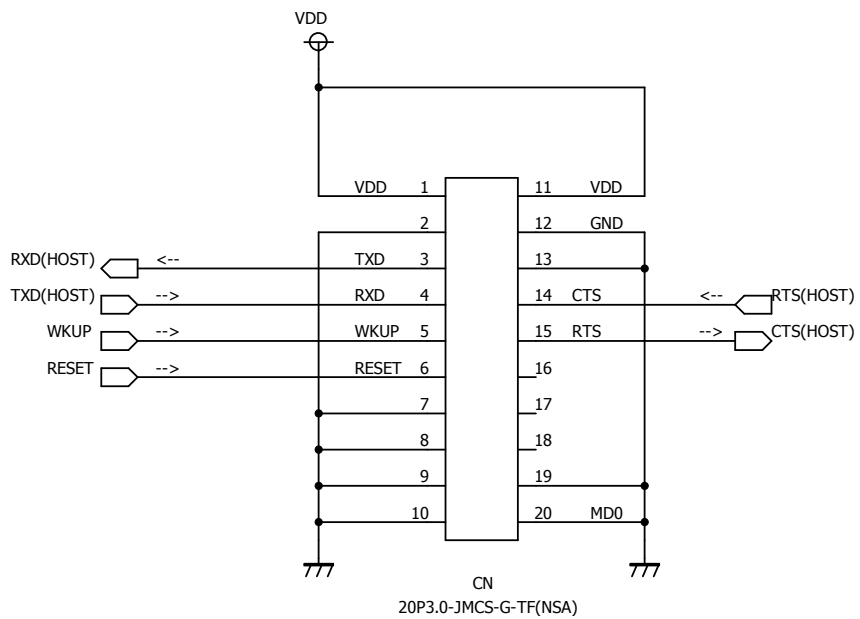 VDD
VDD 1 11 VDD
2 12 GND
RXD(HOST) <-- TXD 3 13
TXD(HOST) --> RXD 4 14 CTS <-- RTS(HOST)
WKUP --> WKUP 5 15 RTS --> CTS(HOST)
RESET --> RESET 6 16
7 17
8 18
9 19
10 20 MD0
CN
20P3.0-JMCS-G-TF(NSA)